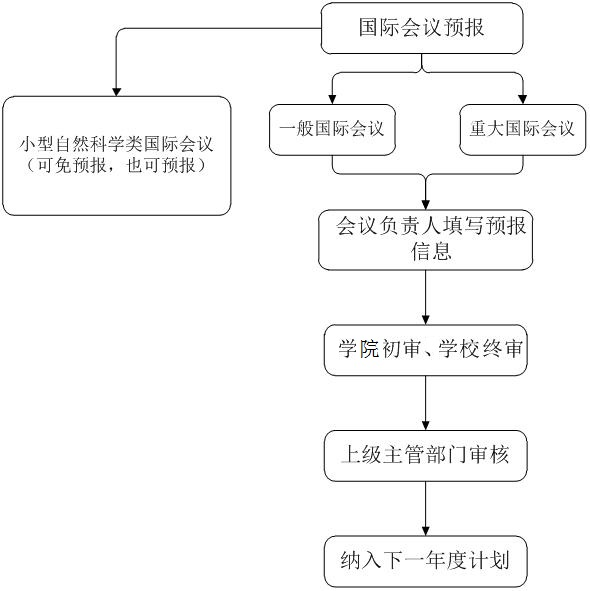 国际会议预报
小型自然科学类国际会议
（可免预报，也可预报）
一般国际会议
重大国际会议
会议负责人填写预报
信息
学院初审、学校终审
上级主管部门审核
纳入下一年度计划